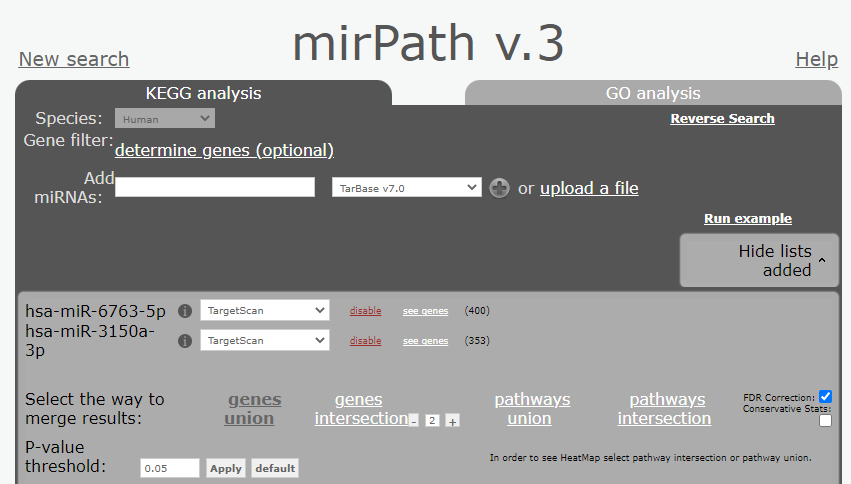 mirPath v.3
New search
Help
KEGG analysis
GO analysis
Species: Human
Reverse Search
Gene filter: determine genes (optional)
Add miRNAs: TarBase v7.0 or upload a file
Run example
Hide lists added
hsa-miR-6763-5p i TargetScan disable see genes (400)
hsa-miR-3150a-3p i TargetScan disable see genes (353)
Select the way to merge results:
genes union
genes intersection - 2 +
pathways union
pathways intersection
FDR Correction:
Conservative Stats:
P-value threshold: 0.05 Apply default
In order to see HeatMap select pathway intersection or pathway union.